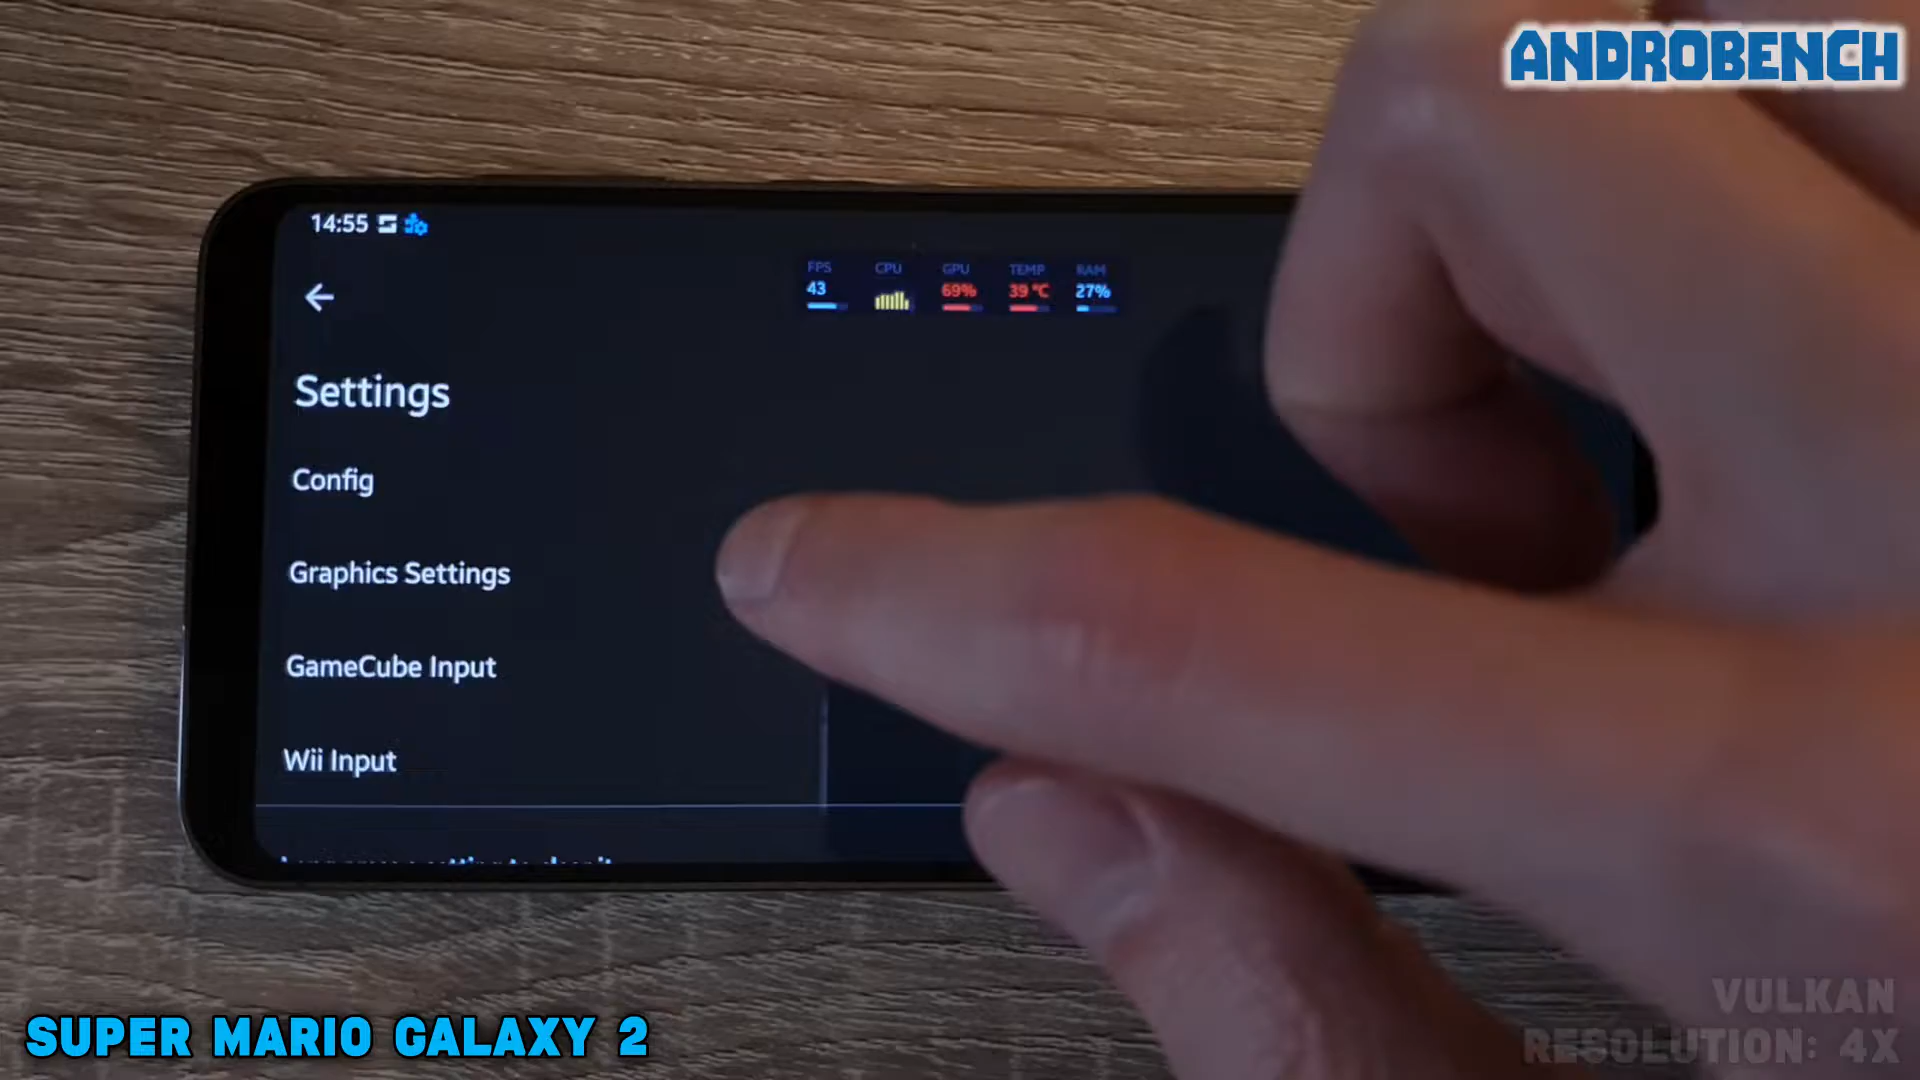 ANDROBENCH
14:55
FPS CPU GPU TEMP RAM
43 69% 39 °C 27%
Settings
Config
Graphics Settings
GameCube Input
Wii Input
SUPER MARIO GALAXY 2
VULKAN
RESOLUTION: 4X